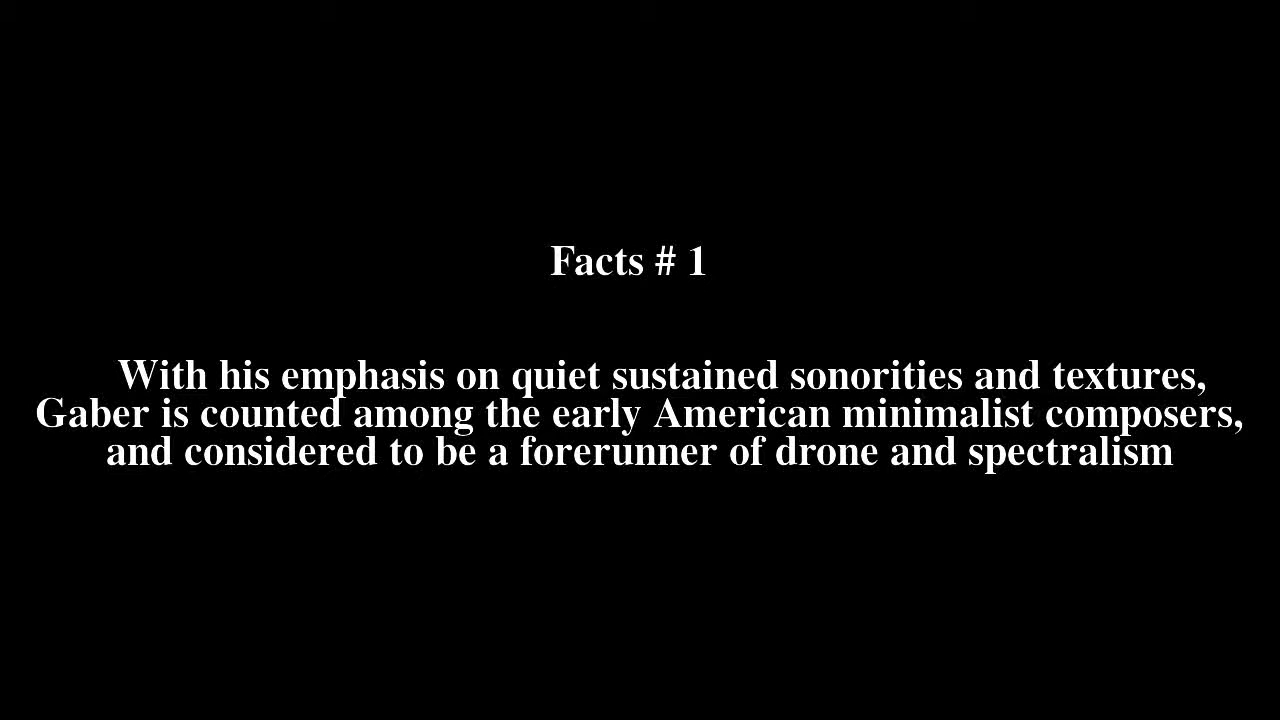 Facts # 1
With his emphasis on quiet sustained sonorities and textures,
Gaber is counted among the early American minimalist composers,
and considered to be a forerunner of drone and spectralism